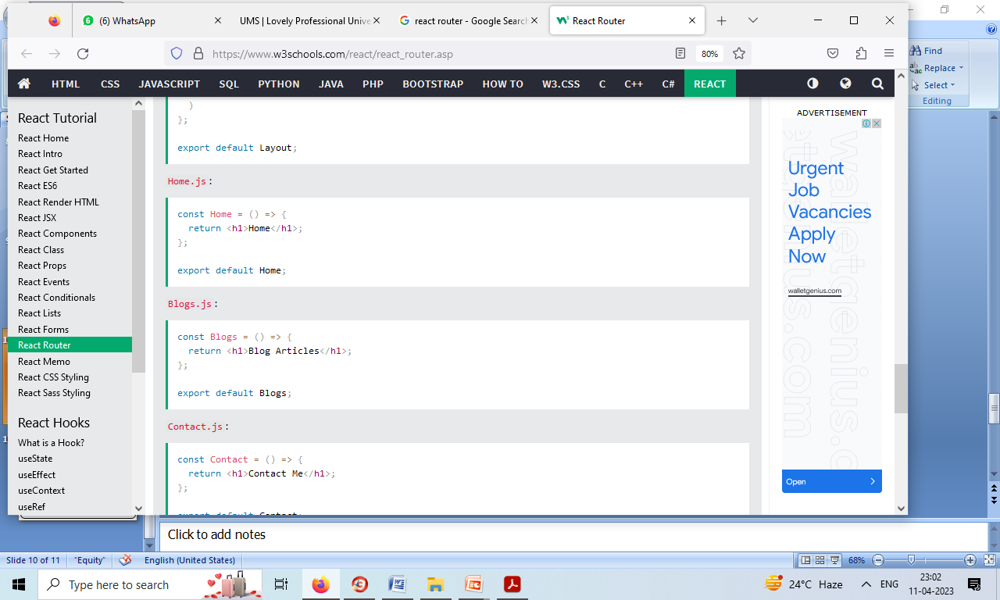 (6) WhatsApp
UMS | Lovely Professional Unive
react router - Google Search
React Router
https://www.w3schools.com/react/react_router.asp
80%
HTML CSS JAVASCRIPT SQL PYTHON JAVA PHP BOOTSTRAP HOW TO W3.CSS C C++ C# REACT
Find
Replace
Select
Editing
React Tutorial
React Home
React Intro
React Get Started
React ES6
React Render HTML
React JSX
React Components
React Class
React Props
React Events
React Conditionals
React Lists
React Forms
React Router
React Memo
React CSS Styling
React Sass Styling
React Hooks
What is a Hook?
useState
useEffect
useContext
useRef
)
};
export default Layout;
Home.js:
const Home = () => {
return <h1>Home</h1>;
};
export default Home;
Blogs.js:
const Blogs = () => {
return <h1>Blog Articles</h1>;
};
export default Blogs;
Contact.js:
const Contact = () => {
return <h1>Contact Me</h1>;
};
export default Contact;
ADVERTISEMENT
Urgent
Job
Vacancies
Apply
Now
walletgenius.com
walletgenius.com
Open
Click to add notes
Slide 10 of 11 "Equity" English (United States) 68%
Type here to search
24°C Haze ENG
23:02
11-04-2023